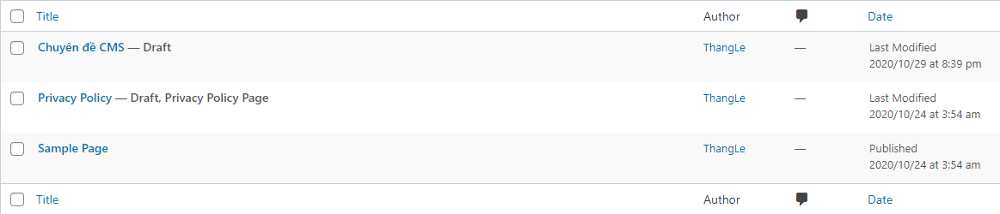 Title Author Date
Chuyên đề CMS — Draft ThangLe — Last Modified
2020/10/29 at 8:39 pm
Privacy Policy — Draft, Privacy Policy Page ThangLe — Last Modified
2020/10/24 at 3:54 am
Sample Page ThangLe — Published
2020/10/24 at 3:54 am
Title Author Date